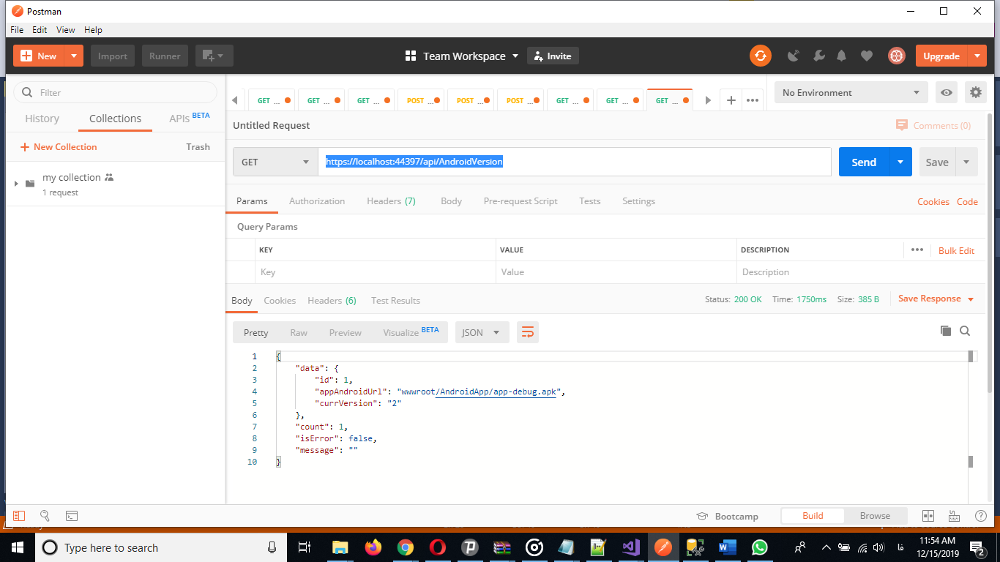 Postman
File Edit View Help
New Import Runner Team Workspace Invite Upgrade
Filter
History Collections APIs BETA
New Collection Trash
my collection
1 request
GET ... GET ... GET ... POST ... POST ... POST ... GET ... GET ... GET ...
No Environment
Untitled Request Comments (0)
GET https://localhost:44397/api/AndroidVersion Send Save
Params Authorization Headers (7) Body Pre-request Script Tests Settings Cookies Code
Query Params
KEY VALUE DESCRIPTION Bulk Edit
Key Value Description
Body Cookies Headers (6) Test Results Status: 200 OK Time: 1750ms Size: 385 B Save Response
Pretty Raw Preview Visualize BETA JSON
1 {
2 "data": {
3 "id": 1,
4 "appAndroidUrl": "wwwroot/AndroidApp/app-debug.apk",
5 "currVersion": "2"
6 },
7 "count": 1,
8 "isError": false,
9 "message": ""
10 }
Bootcamp Build Browse
Type here to search
فا
11:54 AM
12/15/2019
2